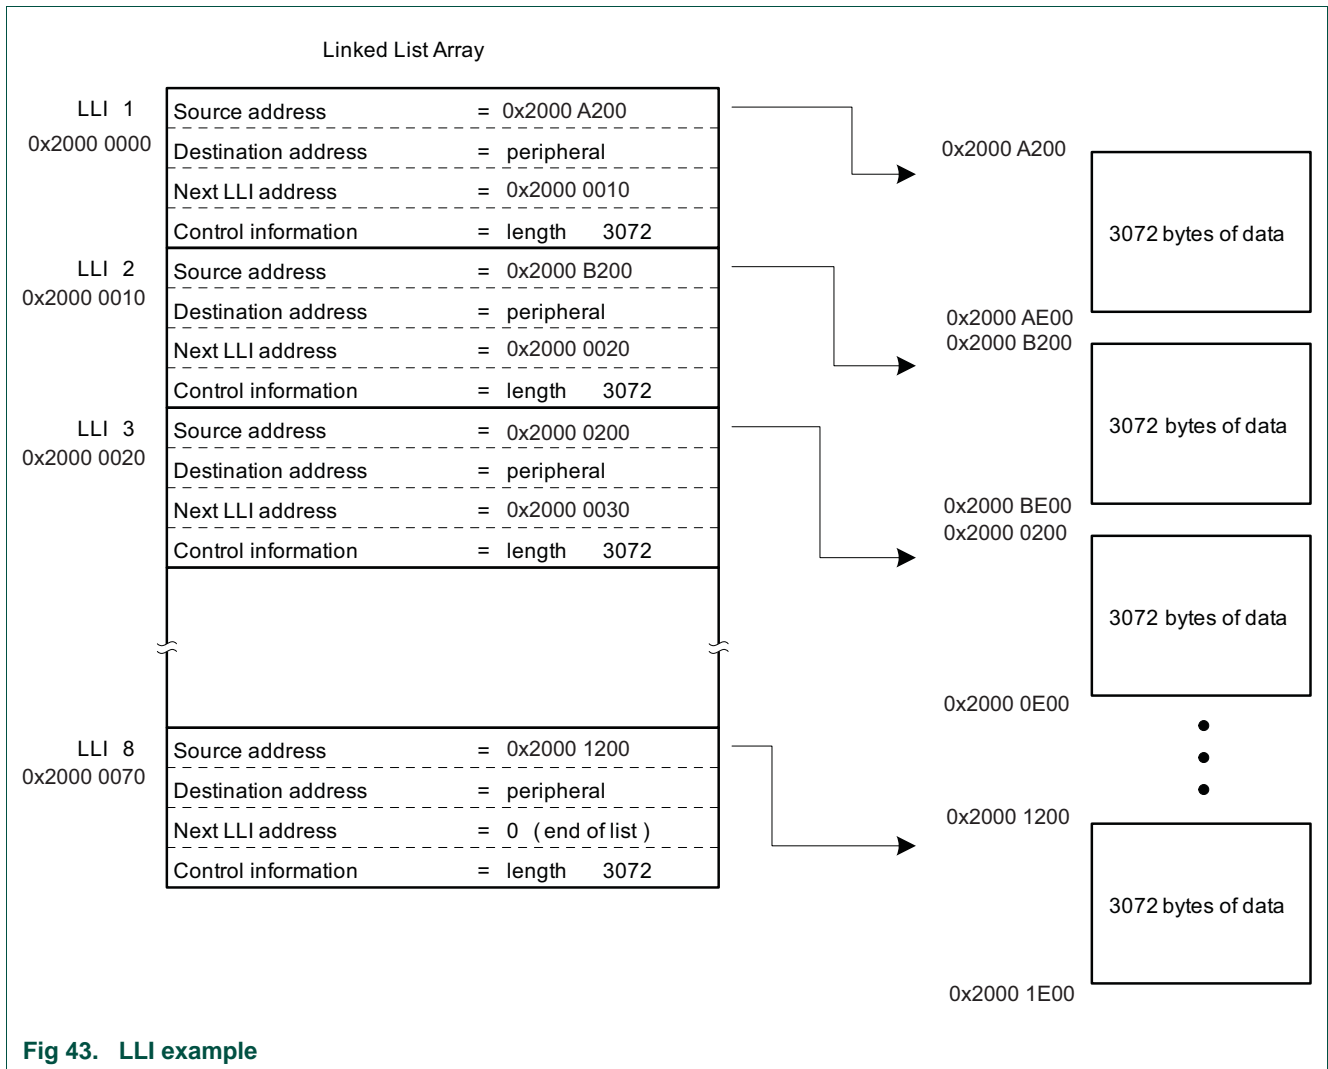 Linked List Array
LLI 1
0x2000 0000
Source address = 0x2000 A200
Destination address = peripheral
Next LLI address = 0x2000 0010
Control information = length 3072
LLI 2
0x2000 0010
Source address = 0x2000 B200
Destination address = peripheral
Next LLI address = 0x2000 0020
Control information = length 3072
LLI 3
0x2000 0020
Source address = 0x2000 0200
Destination address = peripheral
Next LLI address = 0x2000 0030
Control information = length 3072
LLI 8
0x2000 0070
Source address = 0x2000 1200
Destination address = peripheral
Next LLI address = 0 (end of list)
Control information = length 3072
0x2000 A200
3072 bytes of data
0x2000 AE00
0x2000 B200
3072 bytes of data
0x2000 BE00
0x2000 0200
3072 bytes of data
0x2000 0E00
0x2000 1200
3072 bytes of data
0x2000 1E00
Fig 43. LLI example